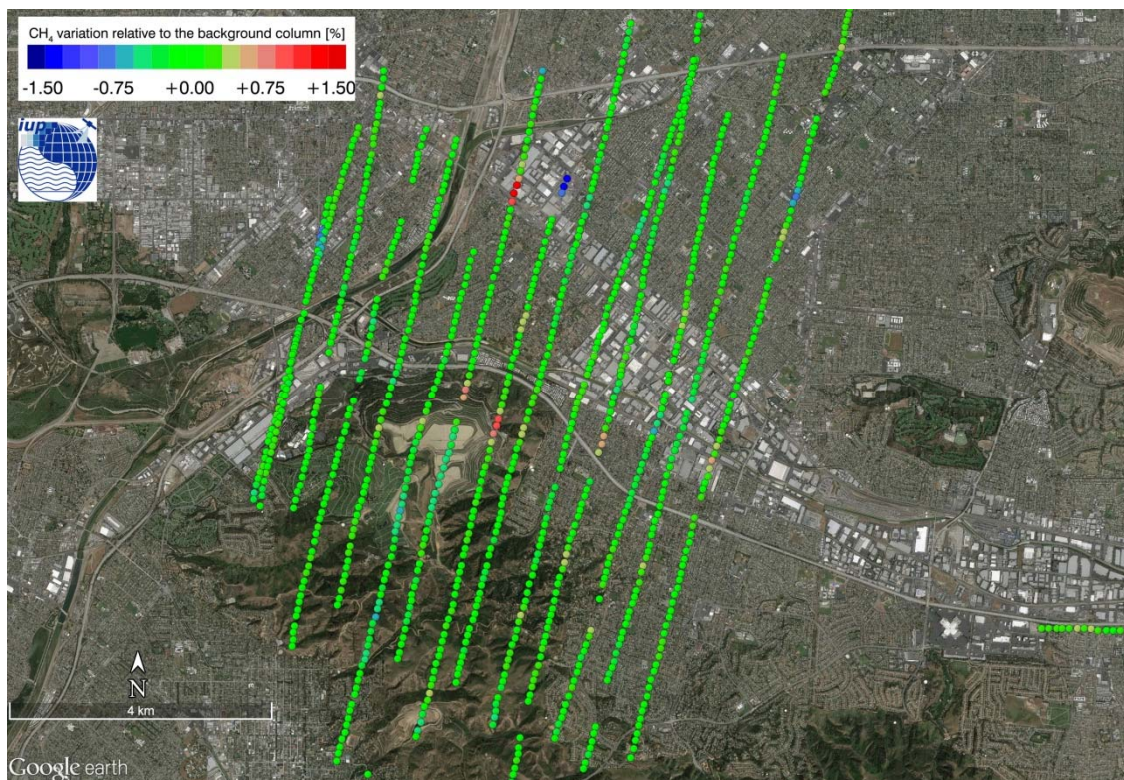 CH₄ variation relative to the background column [%]
-1.50 -0.75 +0.00 +0.75 +1.50
iup
N
4 km
Google earth